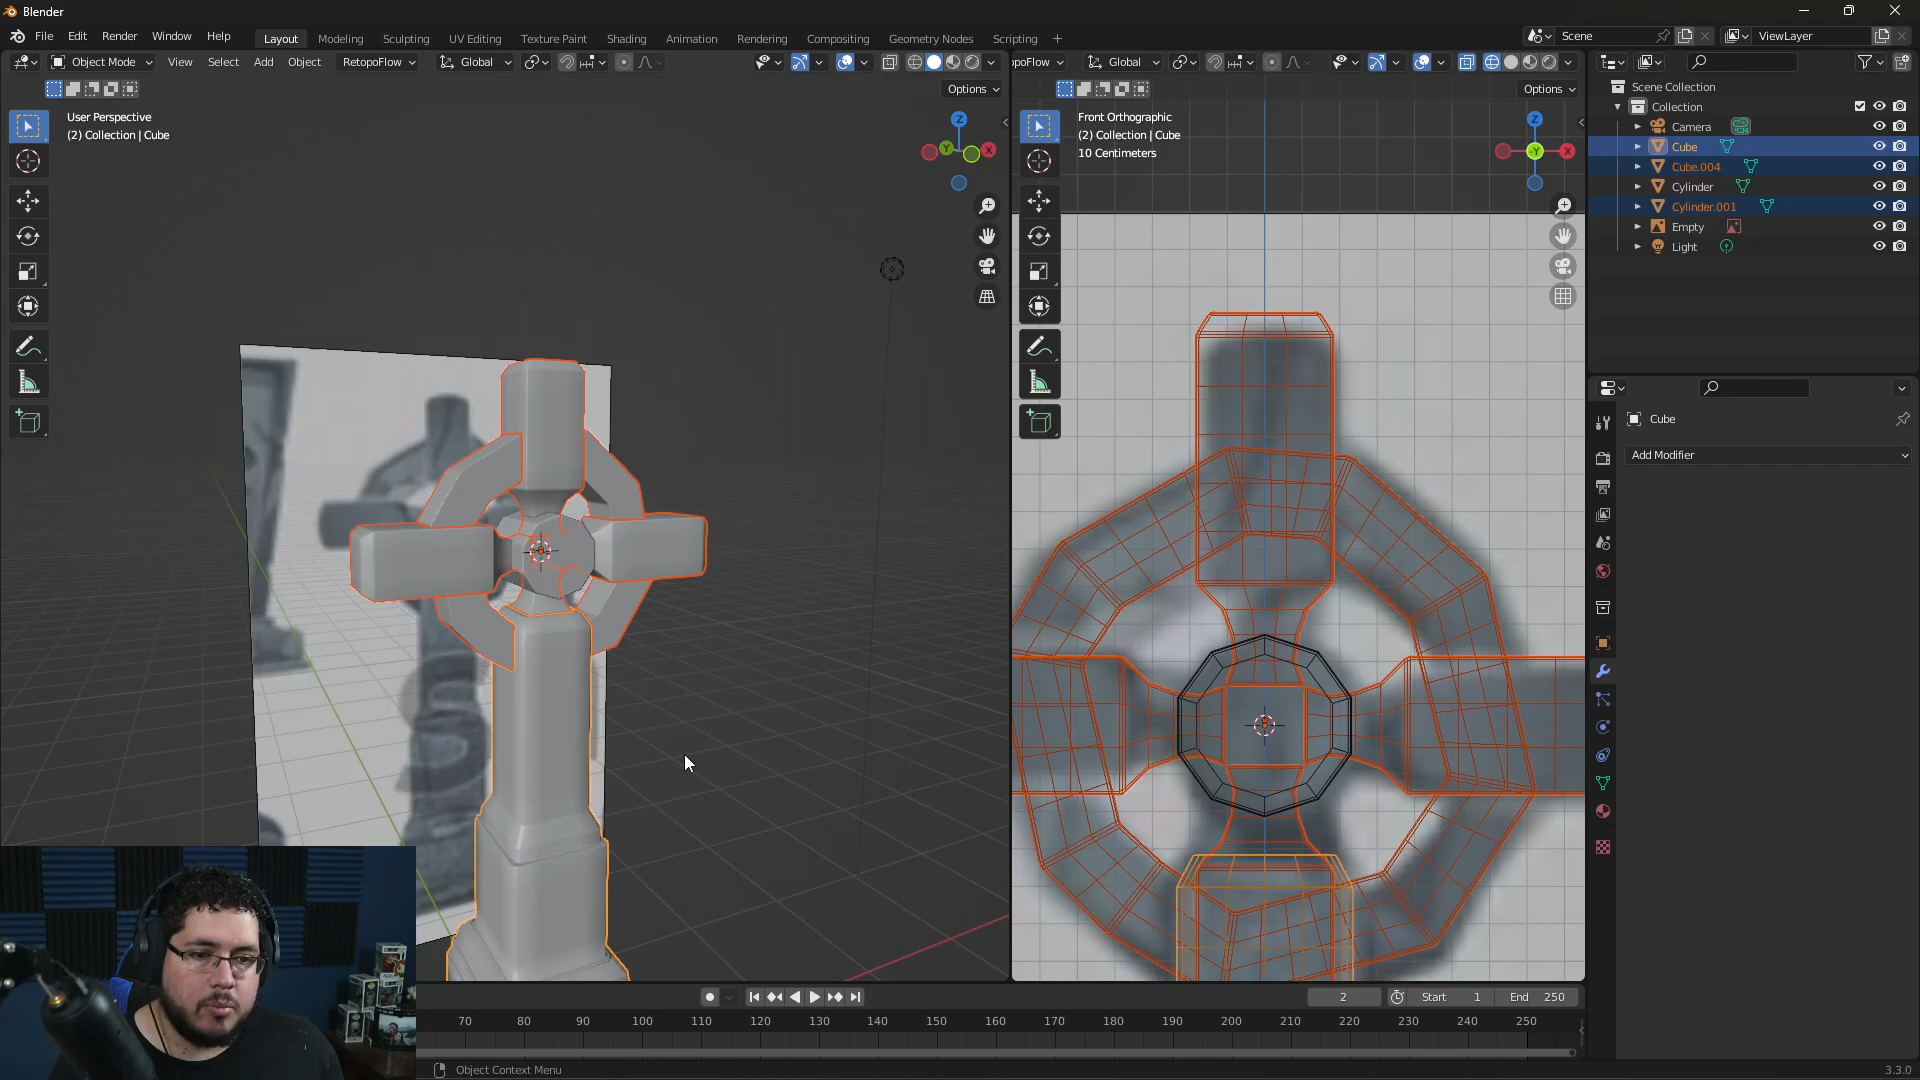 Blender
File Edit Render Window Help
Layout Modeling Sculpting UV Editing Texture Paint Shading Animation Rendering Compositing Geometry Nodes Scripting
Scene
ViewLayer
Object Mode View Select Add Object RetopoFlow Global
opoFlow Global
Options
Options
User Perspective
(2) Collection | Cube
Z
Y
X
Front Orthographic
(2) Collection | Cube
10 Centimeters
Z
-Y
X
Scene Collection
Collection
Camera
Cube
Cube.004
Cylinder
Cylinder.001
Empty
Light
Cube
Add Modifier
2
Start 1
End 250
70 80 90 100 110 120 130 140 150 160 170 180 190 200 210 220 230 240 250
Object Context Menu
3.3.0